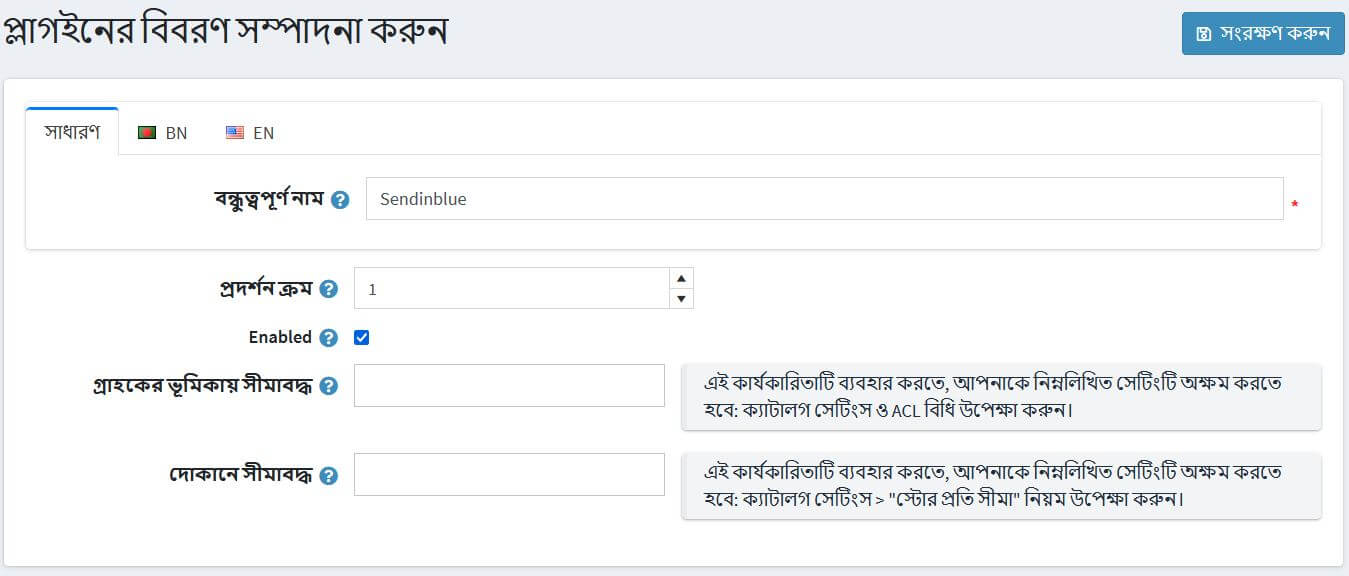 প্লাগইনের বিবরণ সম্পাদনা করুন
সংরক্ষণ করুন
সাধারণ
BN
EN
বন্ধুত্বপূর্ণ নাম
Sendinblue
*
প্রদর্শন ক্রম
1
Enabled
গ্রাহকের ভূমিকায় সীমাবদ্ধ
এই কার্যকারিতাটি ব্যবহার করতে, আপনাকে নিম্নলিখিত সেটিংটি অক্ষম করতে
হবে: ক্যাটালগ সেটিংস ও ACL বিধি উপেক্ষা করুন।
দোকানে সীমাবদ্ধ
এই কার্যকারিতাটি ব্যবহার করতে, আপনাকে নিম্নলিখিত সেটিংটি অক্ষম করতে
হবে: ক্যাটালগ সেটিংস > "স্টোর প্রতি সীমা" নিয়ম উপেক্ষা করুন।